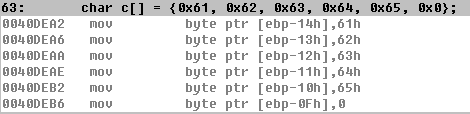 63:      char c[] = {0x61, 0x62, 0x63, 0x64, 0x65, 0x0};
0040DEA2   mov         byte ptr [ebp-14h],61h
0040DEA6   mov         byte ptr [ebp-13h],62h
0040DEAA   mov         byte ptr [ebp-12h],63h
0040DEAE   mov         byte ptr [ebp-11h],64h
0040DEB2   mov         byte ptr [ebp-10h],65h
0040DEB6   mov         byte ptr [ebp-0Fh],0